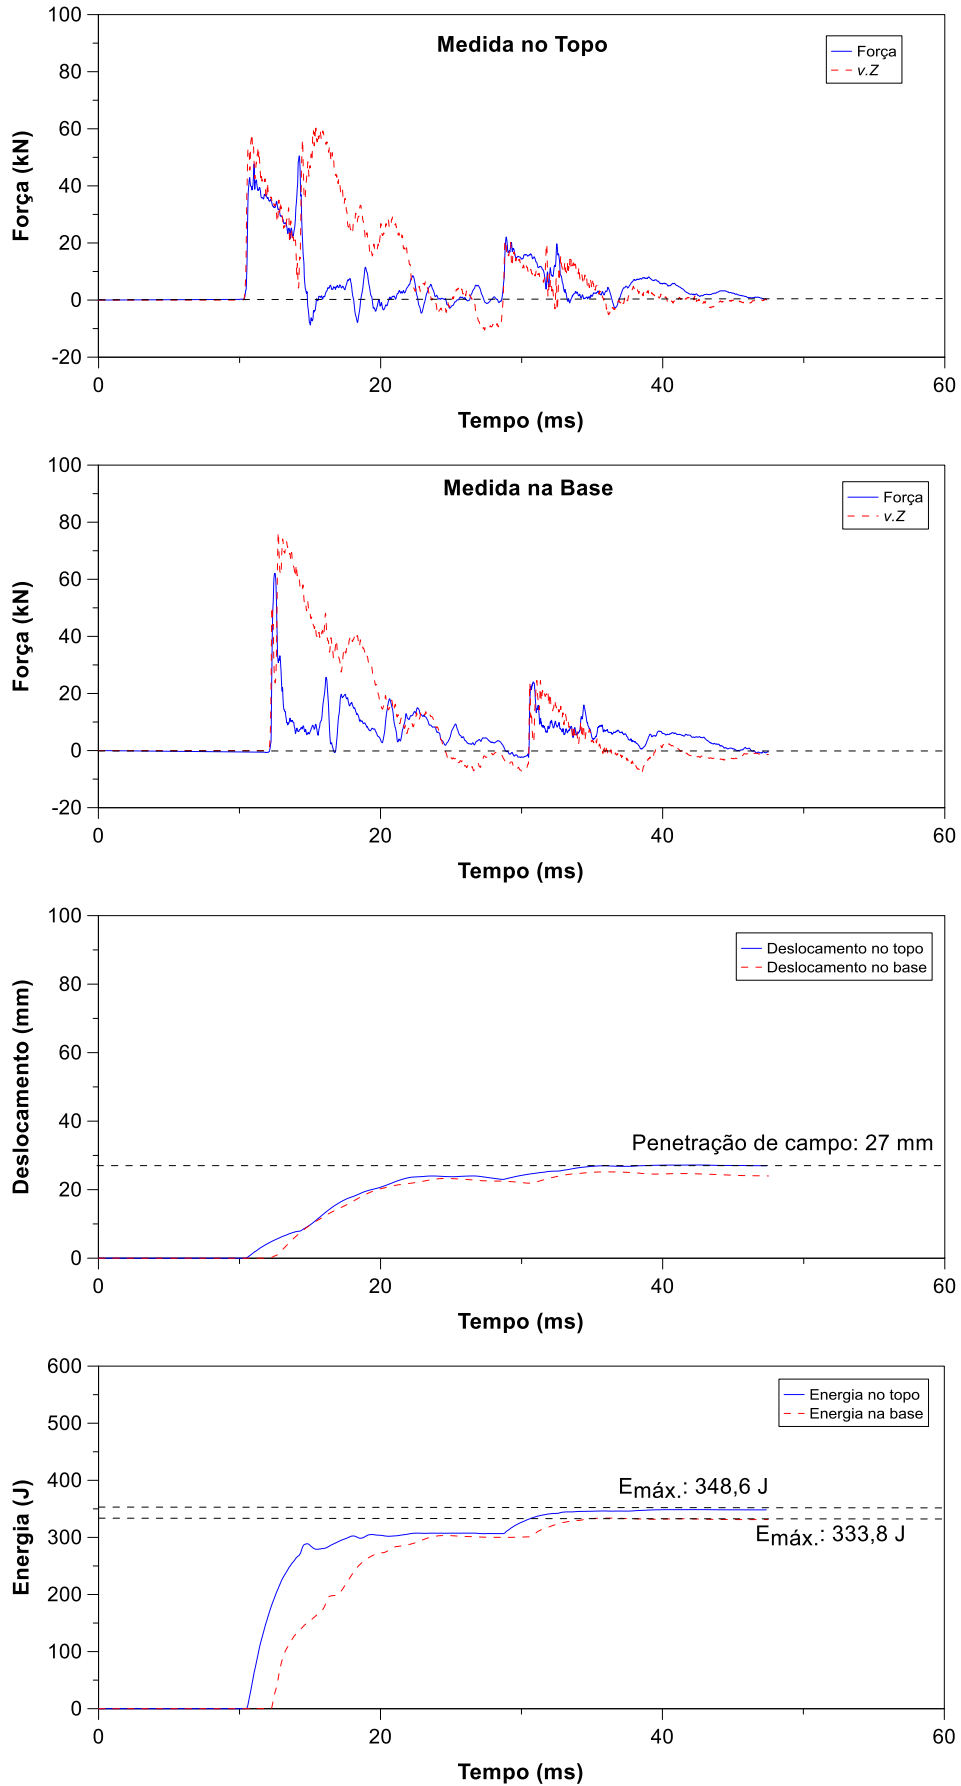 100
80
60
40
20
0
-20
Força (kN)
Medida no Topo
Força
v.Z
0 20 40 60
Tempo (ms)
100
80
60
40
20
0
-20
Força (kN)
Medida na Base
Força
v.Z
0 20 40 60
Tempo (ms)
100
80
60
40
20
0
Deslocamento (mm)
Deslocamento no topo
Deslocamento no base
Penetração de campo: 27 mm
0 20 40 60
Tempo (ms)
600
500
400
300
200
100
0
Energia (J)
Energia no topo
Energia na base
Emáx.: 348,6 J
Emáx.: 333,8 J
0 20 40 60
Tempo (ms)